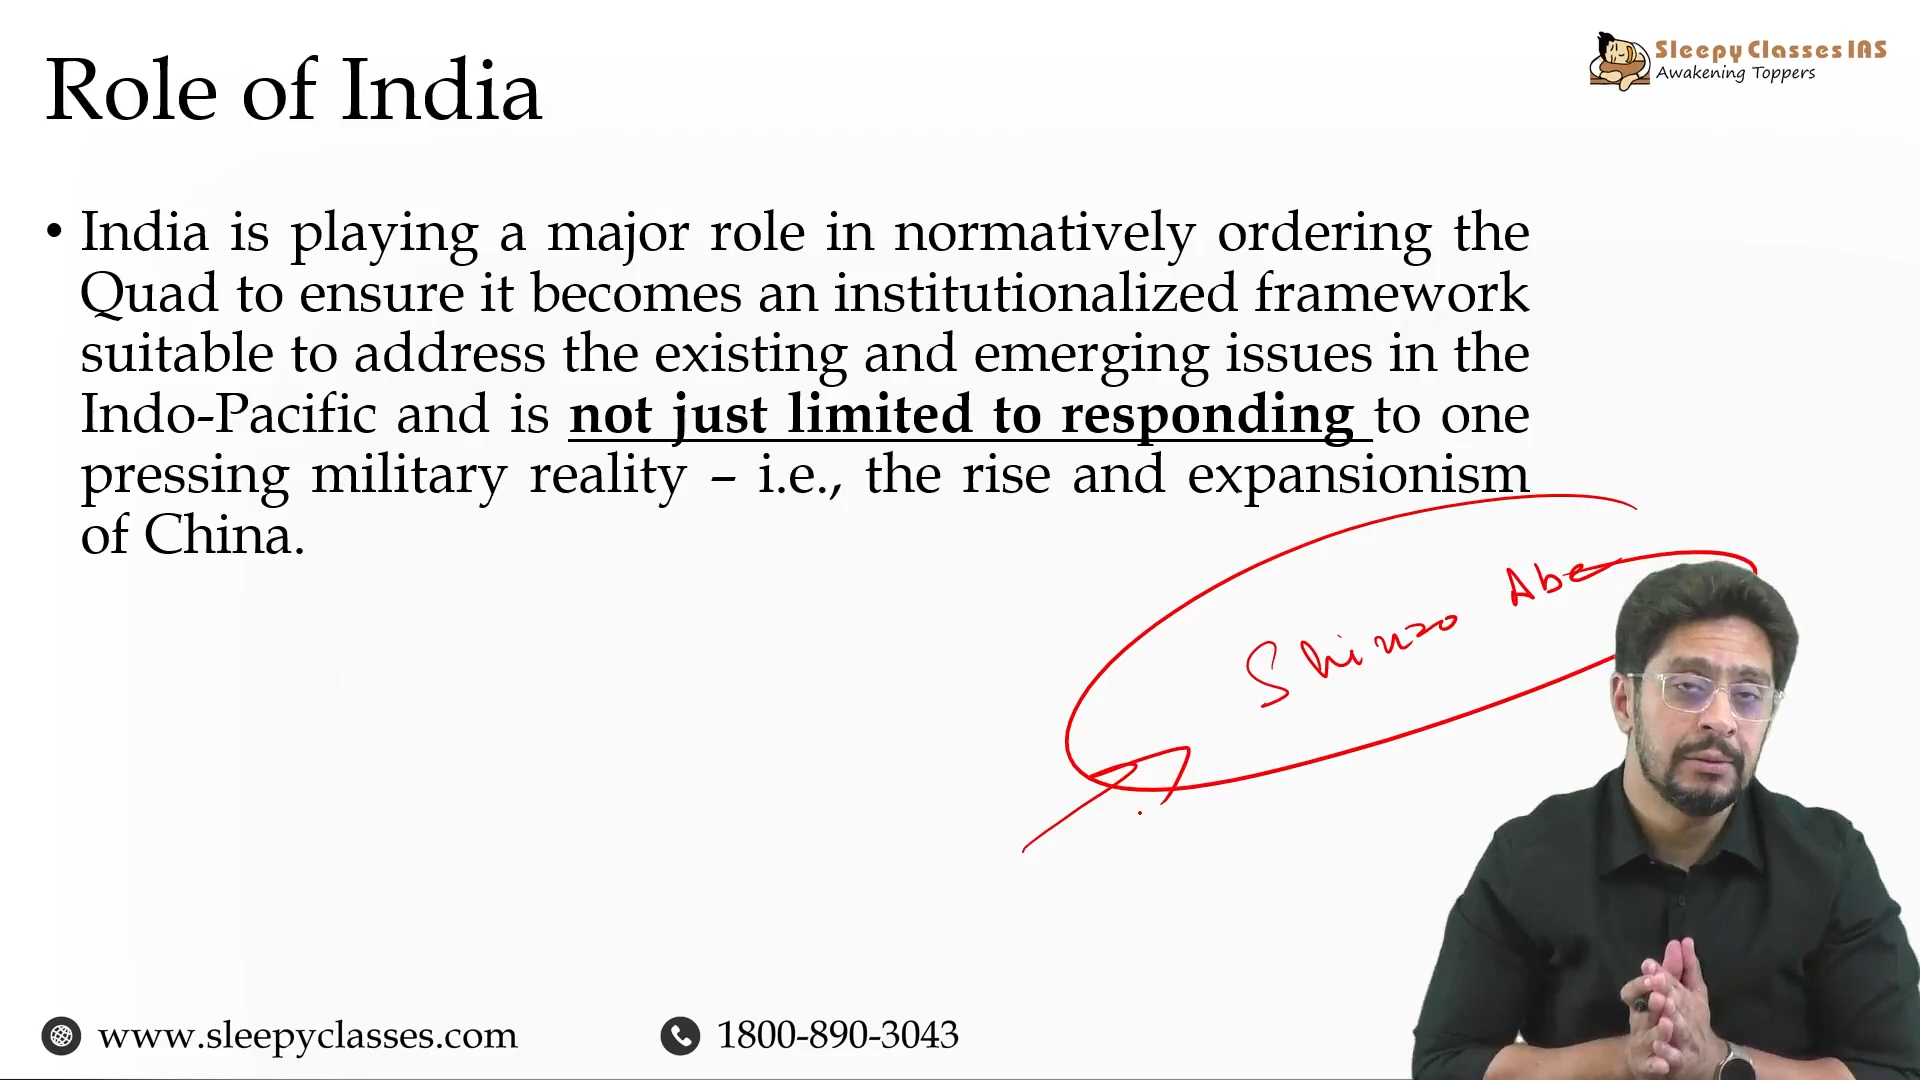 Role of India
Sleepy Classes IAS
Awakening Toppers
• India is playing a major role in normatively ordering the
Quad to ensure it becomes an institutionalized framework
suitable to address the existing and emerging issues in the
Indo-Pacific and is not just limited to responding to one
pressing military reality – i.e., the rise and expansionism
of China.
Shinzo Abe
www.sleepyclasses.com
1800-890-3043